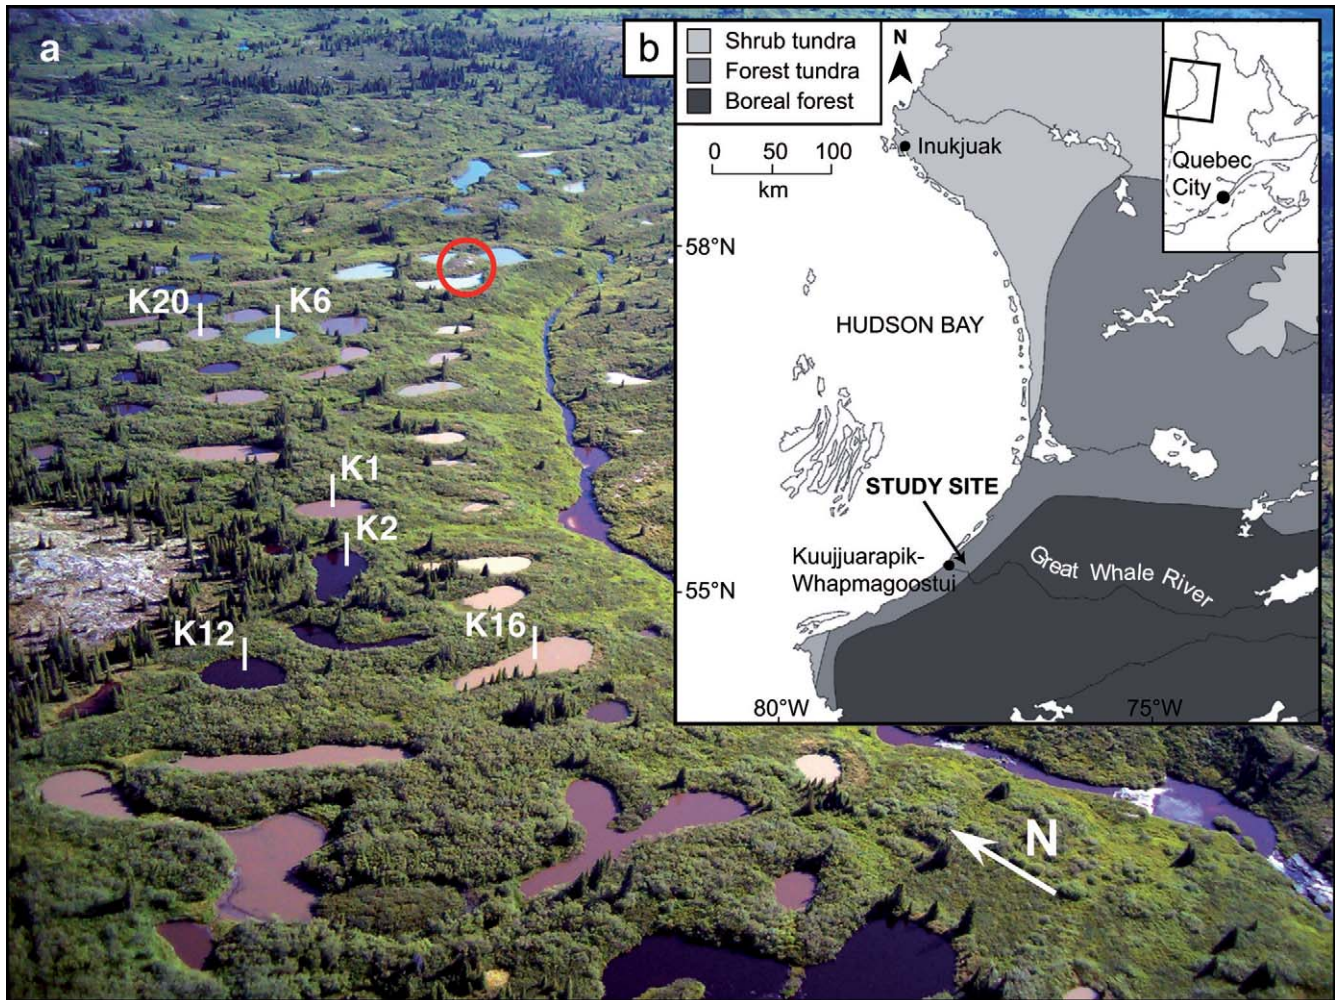 a
K20
K6
K1
K2
K12
K16
N
b
Shrub tundra
Forest tundra
Boreal forest
N
0 50 100
km
Inukjuak
Quebec
City
58°N
HUDSON BAY
STUDY SITE
Kuujjuarapik-
Whapmagoostui
Great Whale River
55°N
80°W
75°W